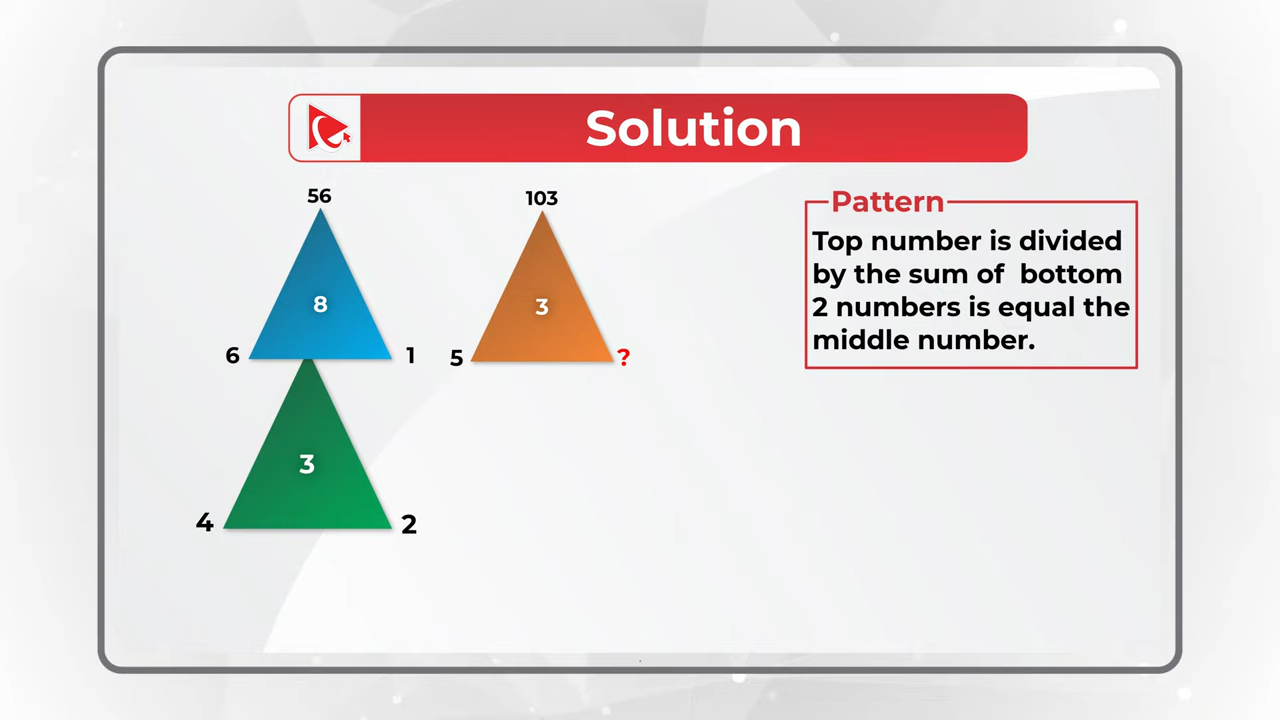 Solution
56
103
8
3
6
1
5
?
3
4
2
Pattern
Top number is divided
by the sum of bottom
2 numbers is equal the
middle number.